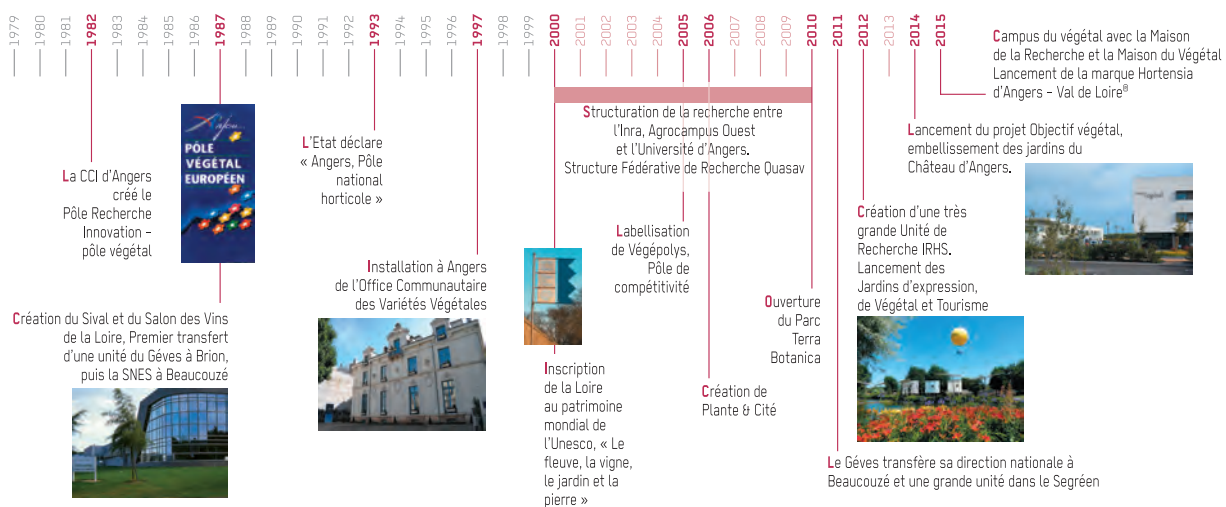 1979 1980 1981 1982 1983 1984 1985 1986 1987 1988 1989 1990 1991 1992 1993 1994 1995 1996 1997 1998 1999 2000 2001 2002 2003 2004 2005 2006 2007 2008 2009 2010 2011 2012 2013 2014 2015
La CCI d'Angers
créé le
Pôle Recherche
Innovation –
pôle végétal
Anjou
PÔLE
VÉGÉTAL
EUROPÉEN
Création du Sival et du Salon des Vins
de la Loire, Premier transfert
d'une unité du Géves à Brion,
puis la SNES à Beaucouzé
L'Etat déclare
« Angers, Pôle
national
horticole »
Installation à Angers
de l'Office Communautaire
des Variétés Végétales
Structuration de la recherche entre
l'Inra, Agrocampus Ouest
et l'Université d'Angers.
Structure Fédérative de Recherche Quasav
Inscription
de la Loire
au patrimoine
mondial de
l'Unesco, « Le
fleuve, la vigne,
le jardin et la
pierre »
Labellisation
de Végépolys,
Pôle de
compétitivité
Création de
Plante & Cité
Ouverture
du Parc
Terra
Botanica
Le Géves transfère sa direction nationale à
Beaucouzé et une grande unité dans le Segréen
Création d'une très
grande Unité de
Recherche IRHS.
Lancement des
Jardins d'expression,
de Végétal et Tourisme
Lancement du projet Objectif végétal,
embellissement des jardins du
Château d'Angers.
Campus du végétal avec la Maison
de la Recherche et la Maison du Végétal
Lancement de la marque Hortensia
d'Angers – Val de Loire®